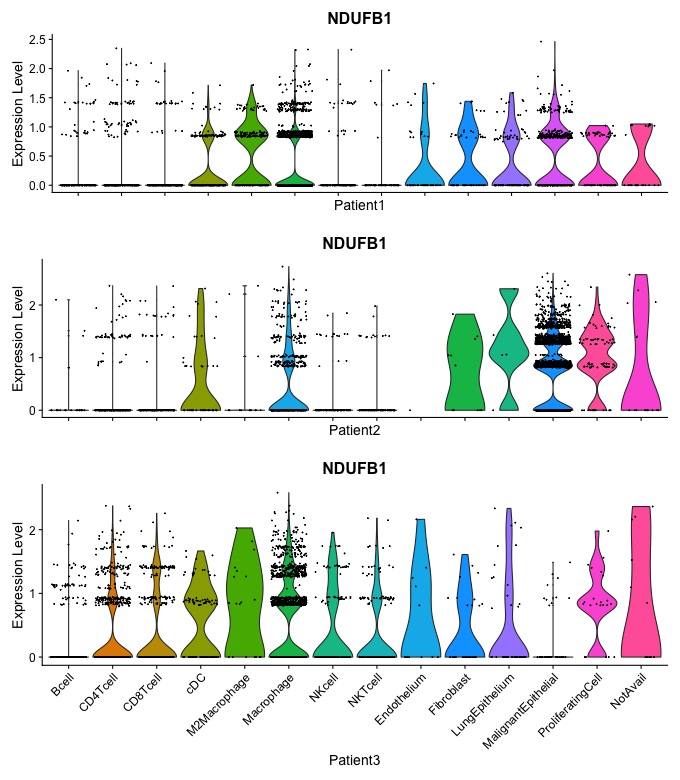 NDUFB1
Expression Level
2.5
2.0
1.5
1.0
0.5
0.0
Patient1
NDUFB1
Expression Level
2
1
0
Patient2
NDUFB1
Expression Level
2
1
0
Bcell
CD4Tcell
CD8Tcell
cDC
M2Macrophage
Macrophage
NKcell
NKTcell
Endothelium
Fibroblast
LungEpithelium
MalignantEpithelial
ProliferatingCell
NotAvail
Patient3